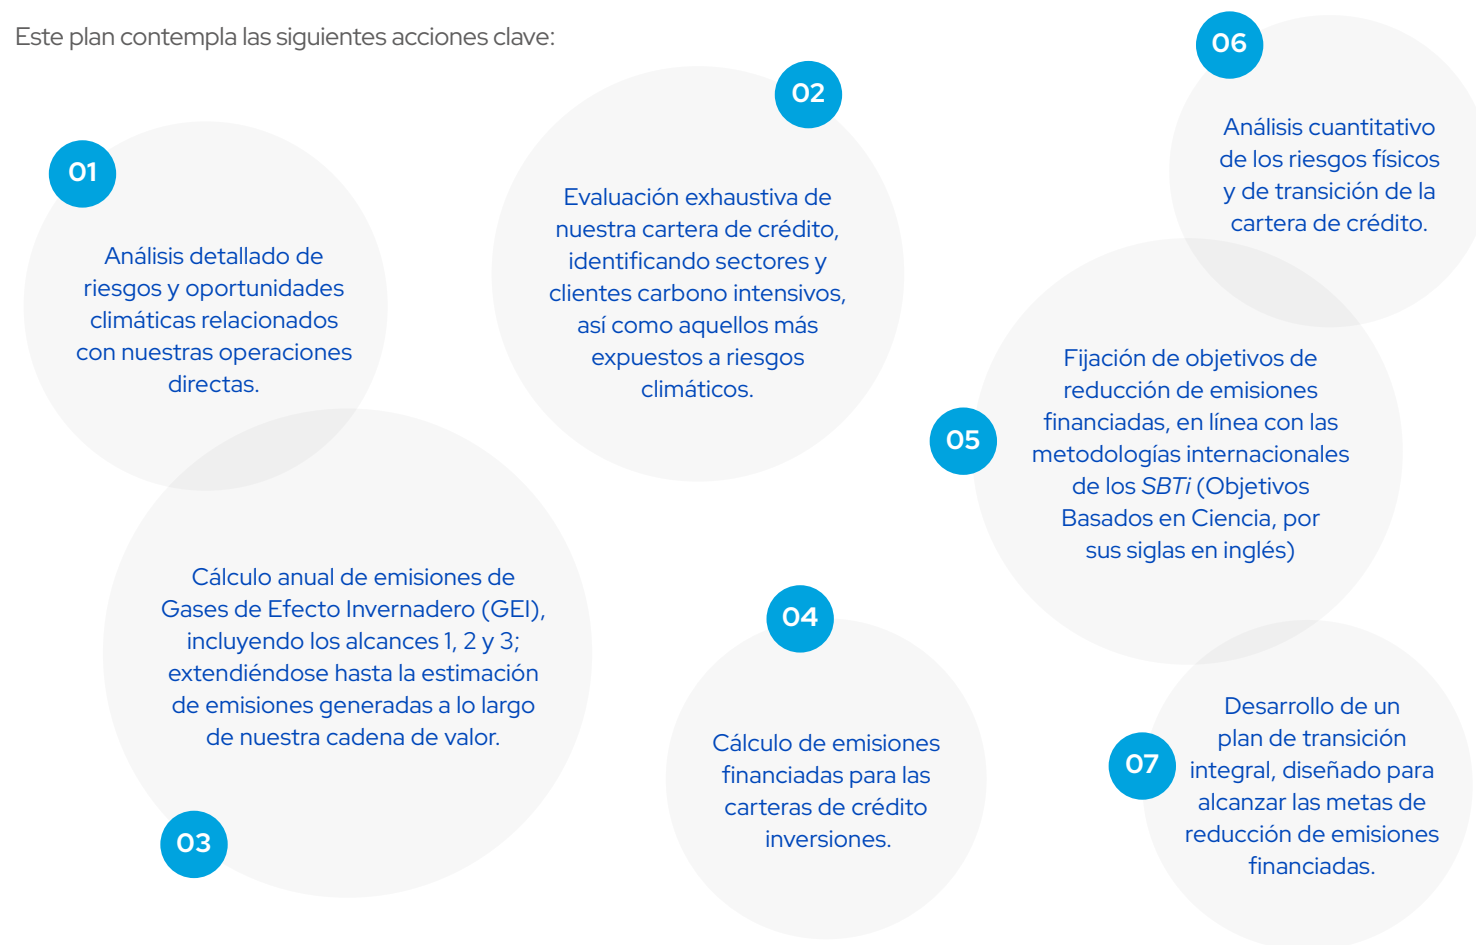 Este plan contempla las siguientes acciones clave:
01
Análisis detallado de
riesgos y oportunidades
climáticas relacionados
con nuestras operaciones
directas.
02
Evaluación exhaustiva de
nuestra cartera de crédito,
identificando sectores y
clientes carbono intensivos,
así como aquellos más
expuestos a riesgos
climáticos.
03
Cálculo anual de emisiones de
Gases de Efecto Invernadero (GEI),
incluyendo los alcances 1, 2 y 3;
extendiéndose hasta la estimación
de emisiones generadas a lo largo
de nuestra cadena de valor.
04
Cálculo de emisiones
financiadas para las
carteras de crédito
inversiones.
05
Fijación de objetivos de
reducción de emisiones
financiadas, en línea con las
metodologías internacionales
de los SBTi (Objetivos
Basados en Ciencia, por
sus siglas en inglés)
06
Análisis cuantitativo
de los riesgos físicos
y de transición de la
cartera de crédito.
07
Desarrollo de un
plan de transición
integral, diseñado para
alcanzar las metas de
reducción de emisiones
financiadas.